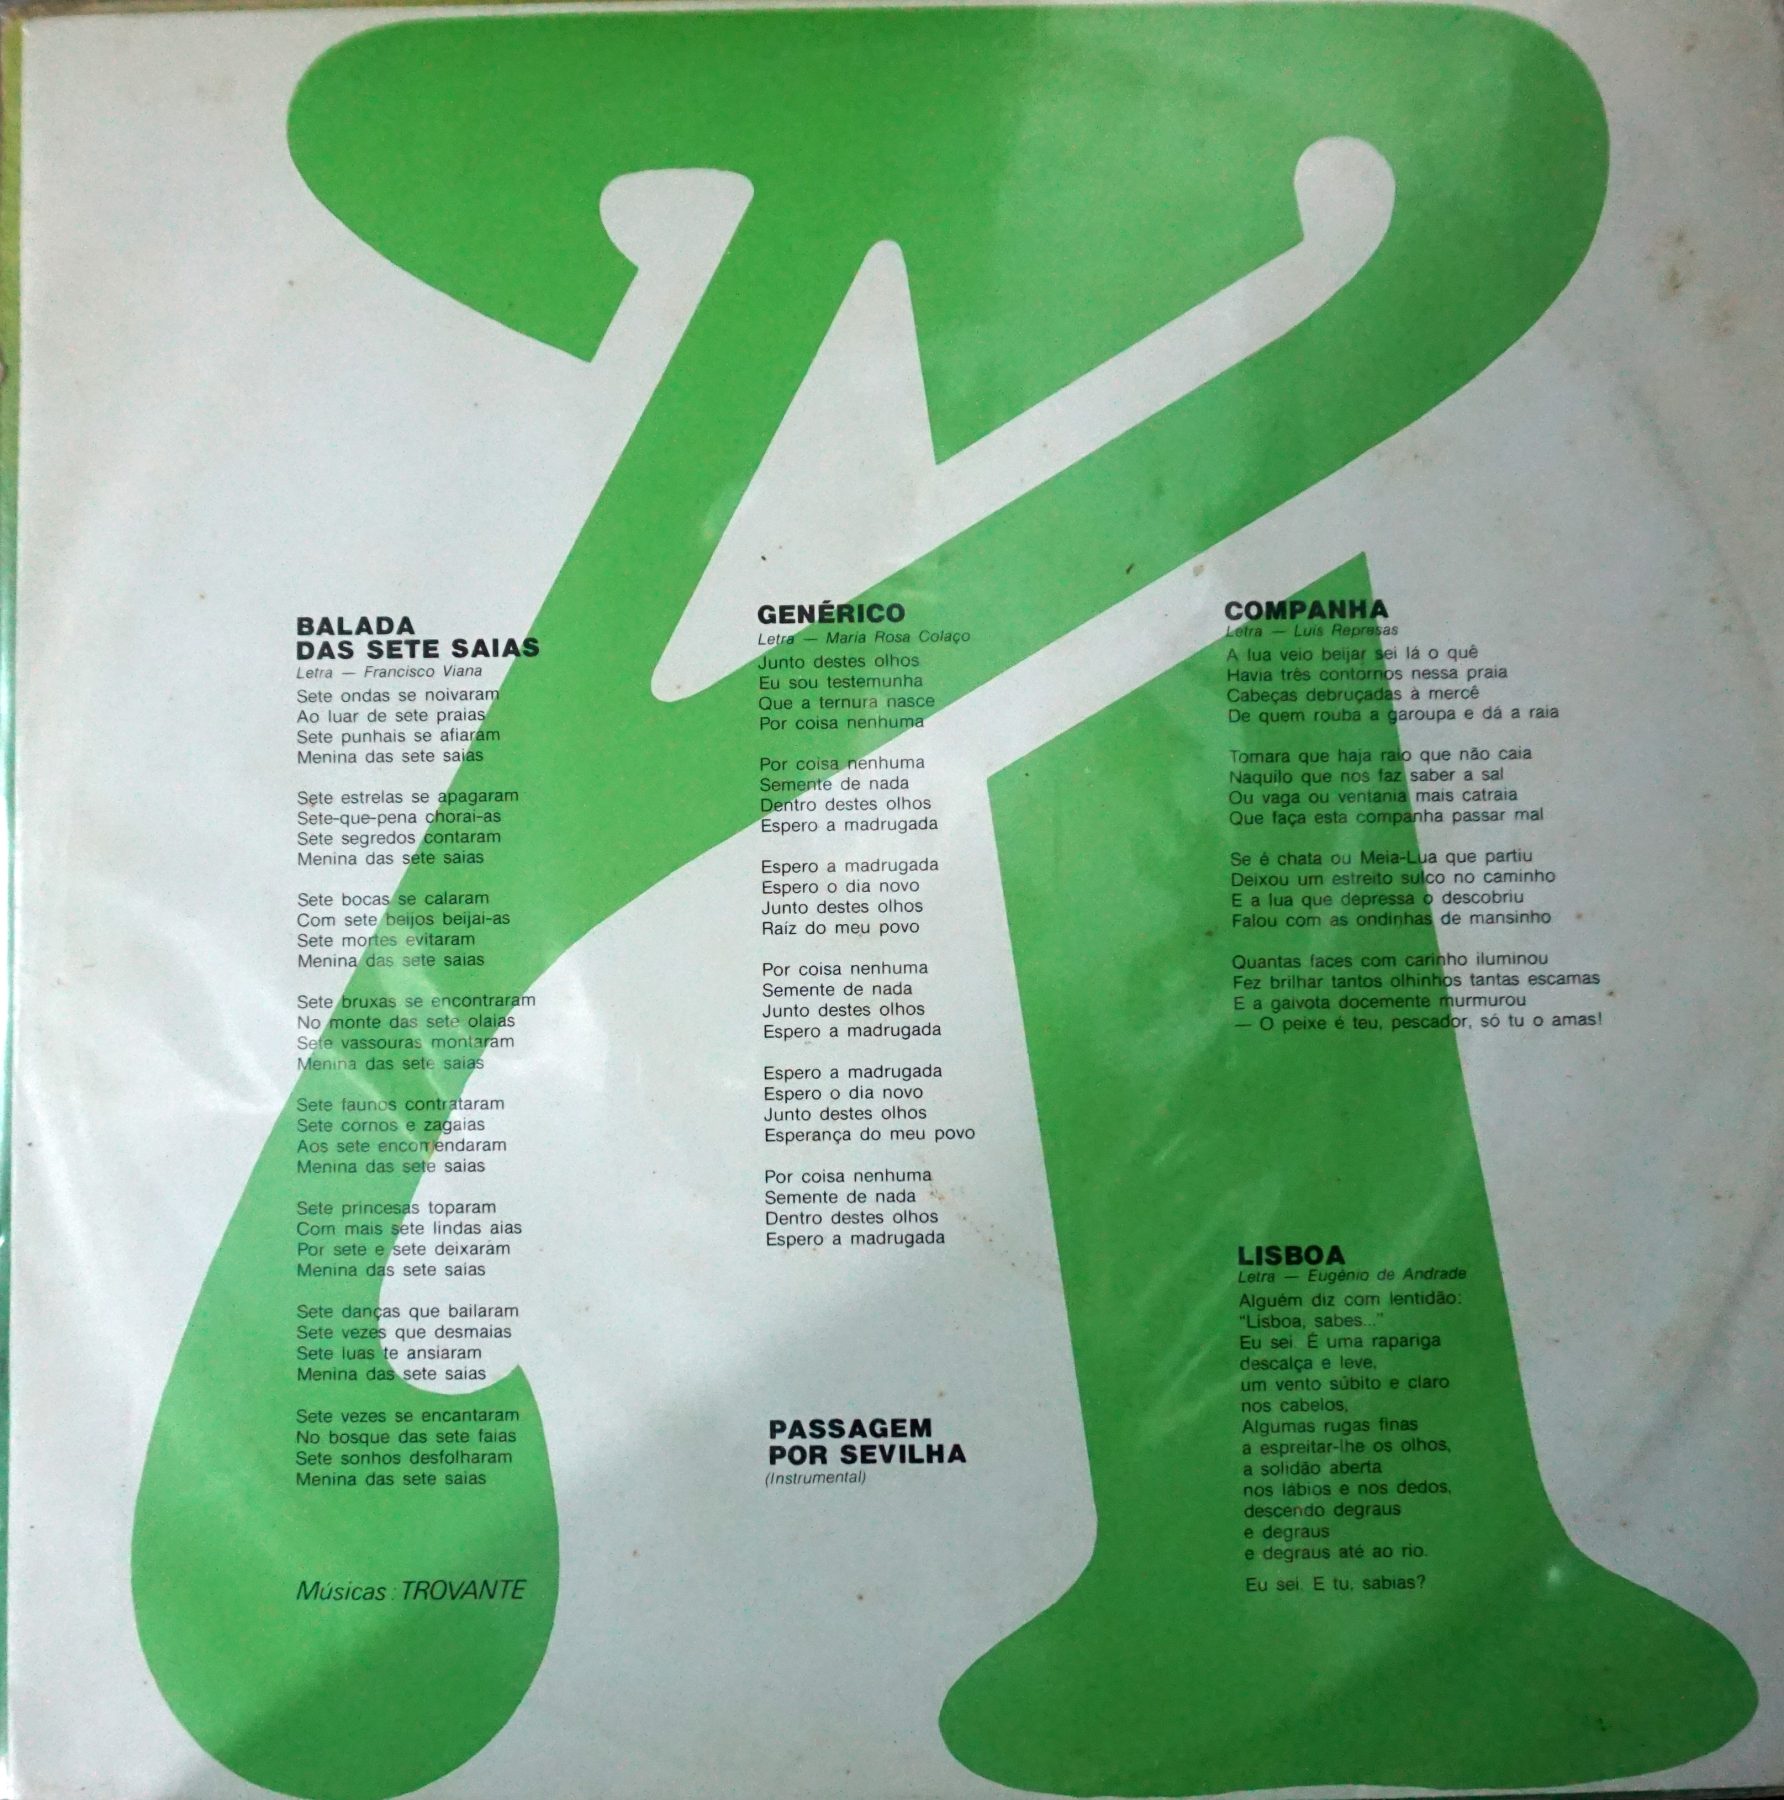 BALADA
DAS SETE SAIAS
Letra — Francisco Viana
Sete ondas se noivaram
Ao luar de sete praias
Sete punhais se afiaram
Menina das sete saias
Sete estrelas se apagaram
Sete-que-pena chorai-as
Sete segredos contaram
Menina das sete saias
Sete bocas se calaram
Com sete beijos beijai-as
Sete mortes evitaram
Menina das sete saias
Sete bruxas se encontraram
No monte das sete olaias
Sete vassouras montaram
Menina das sete saias
Sete faunos contrataram
Sete cornos e zagaias
Aos sete encomendaram
Menina das sete saias
Sete princesas toparam
Com mais sete lindas aias
Por sete e sete deixaram
Menina das sete saias
Sete danças que bailaram
Sete vezes que desmaias
Sete luas te ansiaram
Menina das sete saias
Sete vezes se encantaram
No bosque das sete faias
Sete sonhos desfolharam
Menina das sete saias
Músicas : TROVANTE
GENÉRICO
Letra — Maria Rosa Colaço
Junto destes olhos
Eu sou testemunha
Que a ternura nasce
Por coisa nenhuma
Por coisa nenhuma
Semente de nada
Dentro destes olhos
Espero a madrugada
Espero a madrugada
Espero o dia novo
Junto destes olhos
Raíz do meu povo
Por coisa nenhuma
Semente de nada
Junto destes olhos
Espero a madrugada
Espero a madrugada
Espero o dia novo
Junto destes olhos
Esperança do meu povo
Por coisa nenhuma
Semente de nada
Dentro destes olhos
Espero a madrugada
PASSAGEM
POR SEVILHA
(Instrumental)
COMPANHA
Letra — Luis Represas
A lua veio beijar sei lá o quê
Havia três contornos nessa praia
Cabeças debruçadas à mercê
De quem rouba a garoupa e dá a raia
Tomara que haja raio que não caia
Naquilo que nos faz saber a sal
Ou vaga ou ventania mais catraia
Que faça esta companha passar mal
Se é chata ou Meia-Lua que partiu
Deixou um estreito sulco no caminho
E a lua que depressa o descobriu
Falou com as ondinhas de mansinho
Quantas faces com carinho iluminou
Fez brilhar tantos olhinhos tantas escamas
E a gaivota docemente murmurou
— O peixe é teu, pescador, só tu o amas!
LISBOA
Letra — Eugênio de Andrade
Alguém diz com lentidão:
“Lisboa, sabes...”
Eu sei. É uma rapariga
descalça e leve,
um vento súbito e claro
nos cabelos,
Algumas rugas finas
a espreitar-lhe os olhos,
a solidão aberta
nos lábios e nos dedos,
descendo degraus
e degraus
e degraus até ao rio.
Eu sei. E tu, sabias?